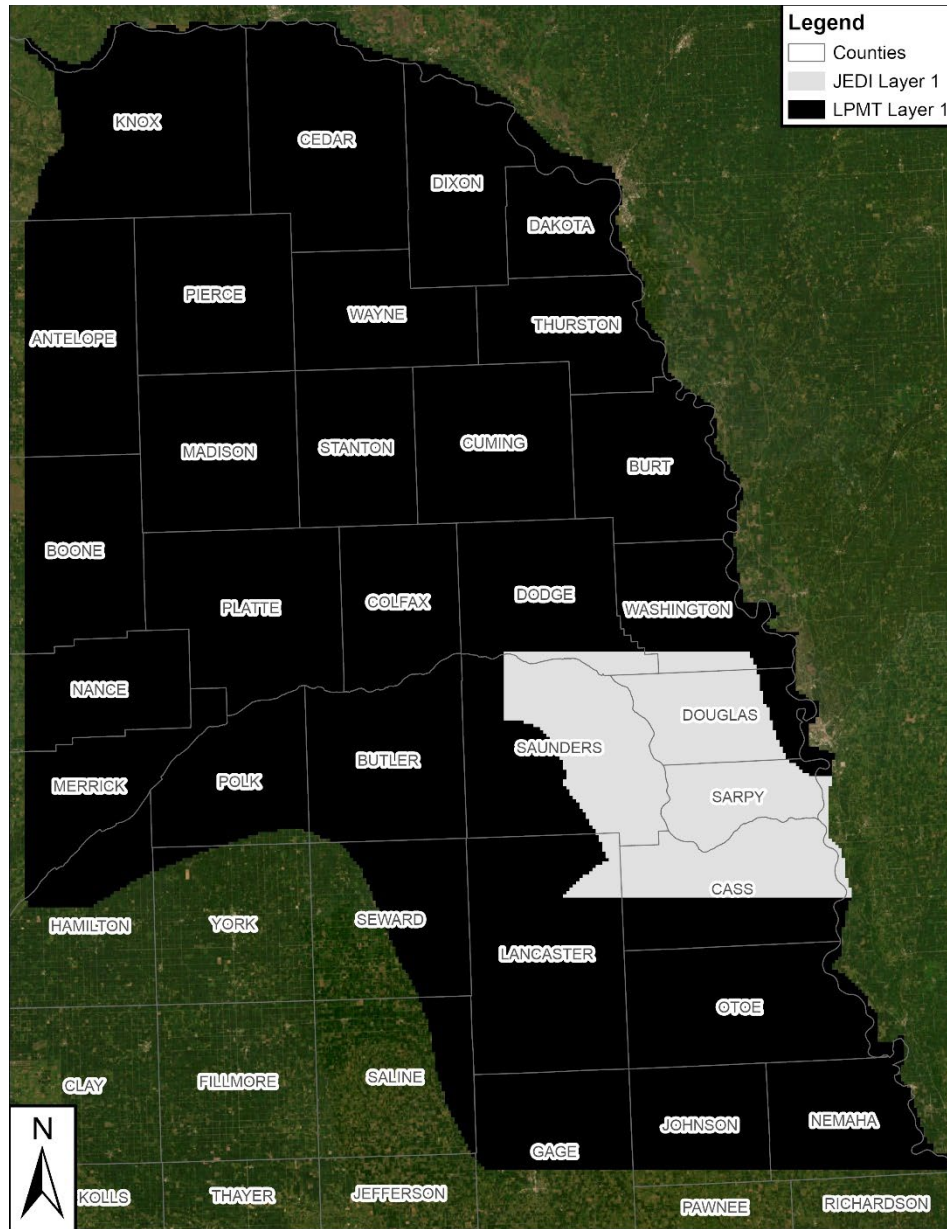 Legend
Counties
JEDI Layer 1
LPMT Layer 1
KNOX
CEDAR
DIXON
DAKOTA
PIERCE
WAYNE
THURSTON
ANTELOPE
MADISON
STANTON
CUMING
BURT
BOONE
PLATTE
COLFAX
DODGE
WASHINGTON
NANCE
DOUGLAS
SAUNDERS
MERRICK
POLK
BUTLER
SARPY
CASS
HAMILTON
YORK
SEWARD
LANCASTER
OTOE
CLAY
FILLMORE
SALINE
N
GAGE
JOHNSON
NEMAHA
KOLLS
THAYER
JEFFERSON
PAWNEE
RICHARDSON